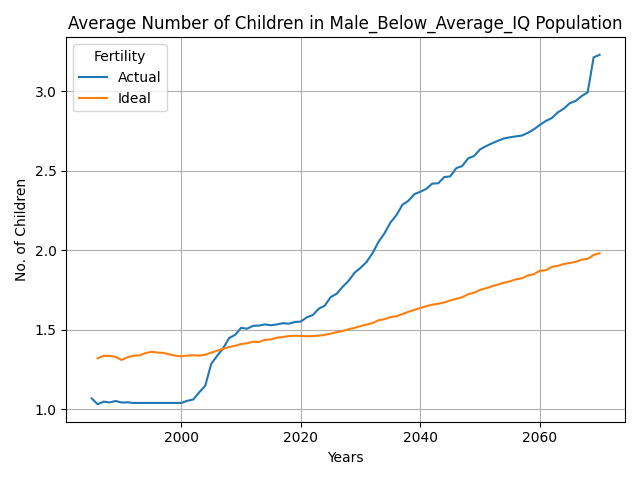 Average Number of Children in Male_Below_Average_IQ Population
Fertility
Actual
Ideal
No. of Children
3.0
2.5
2.0
1.5
1.0
2000
2020
2040
2060
Years